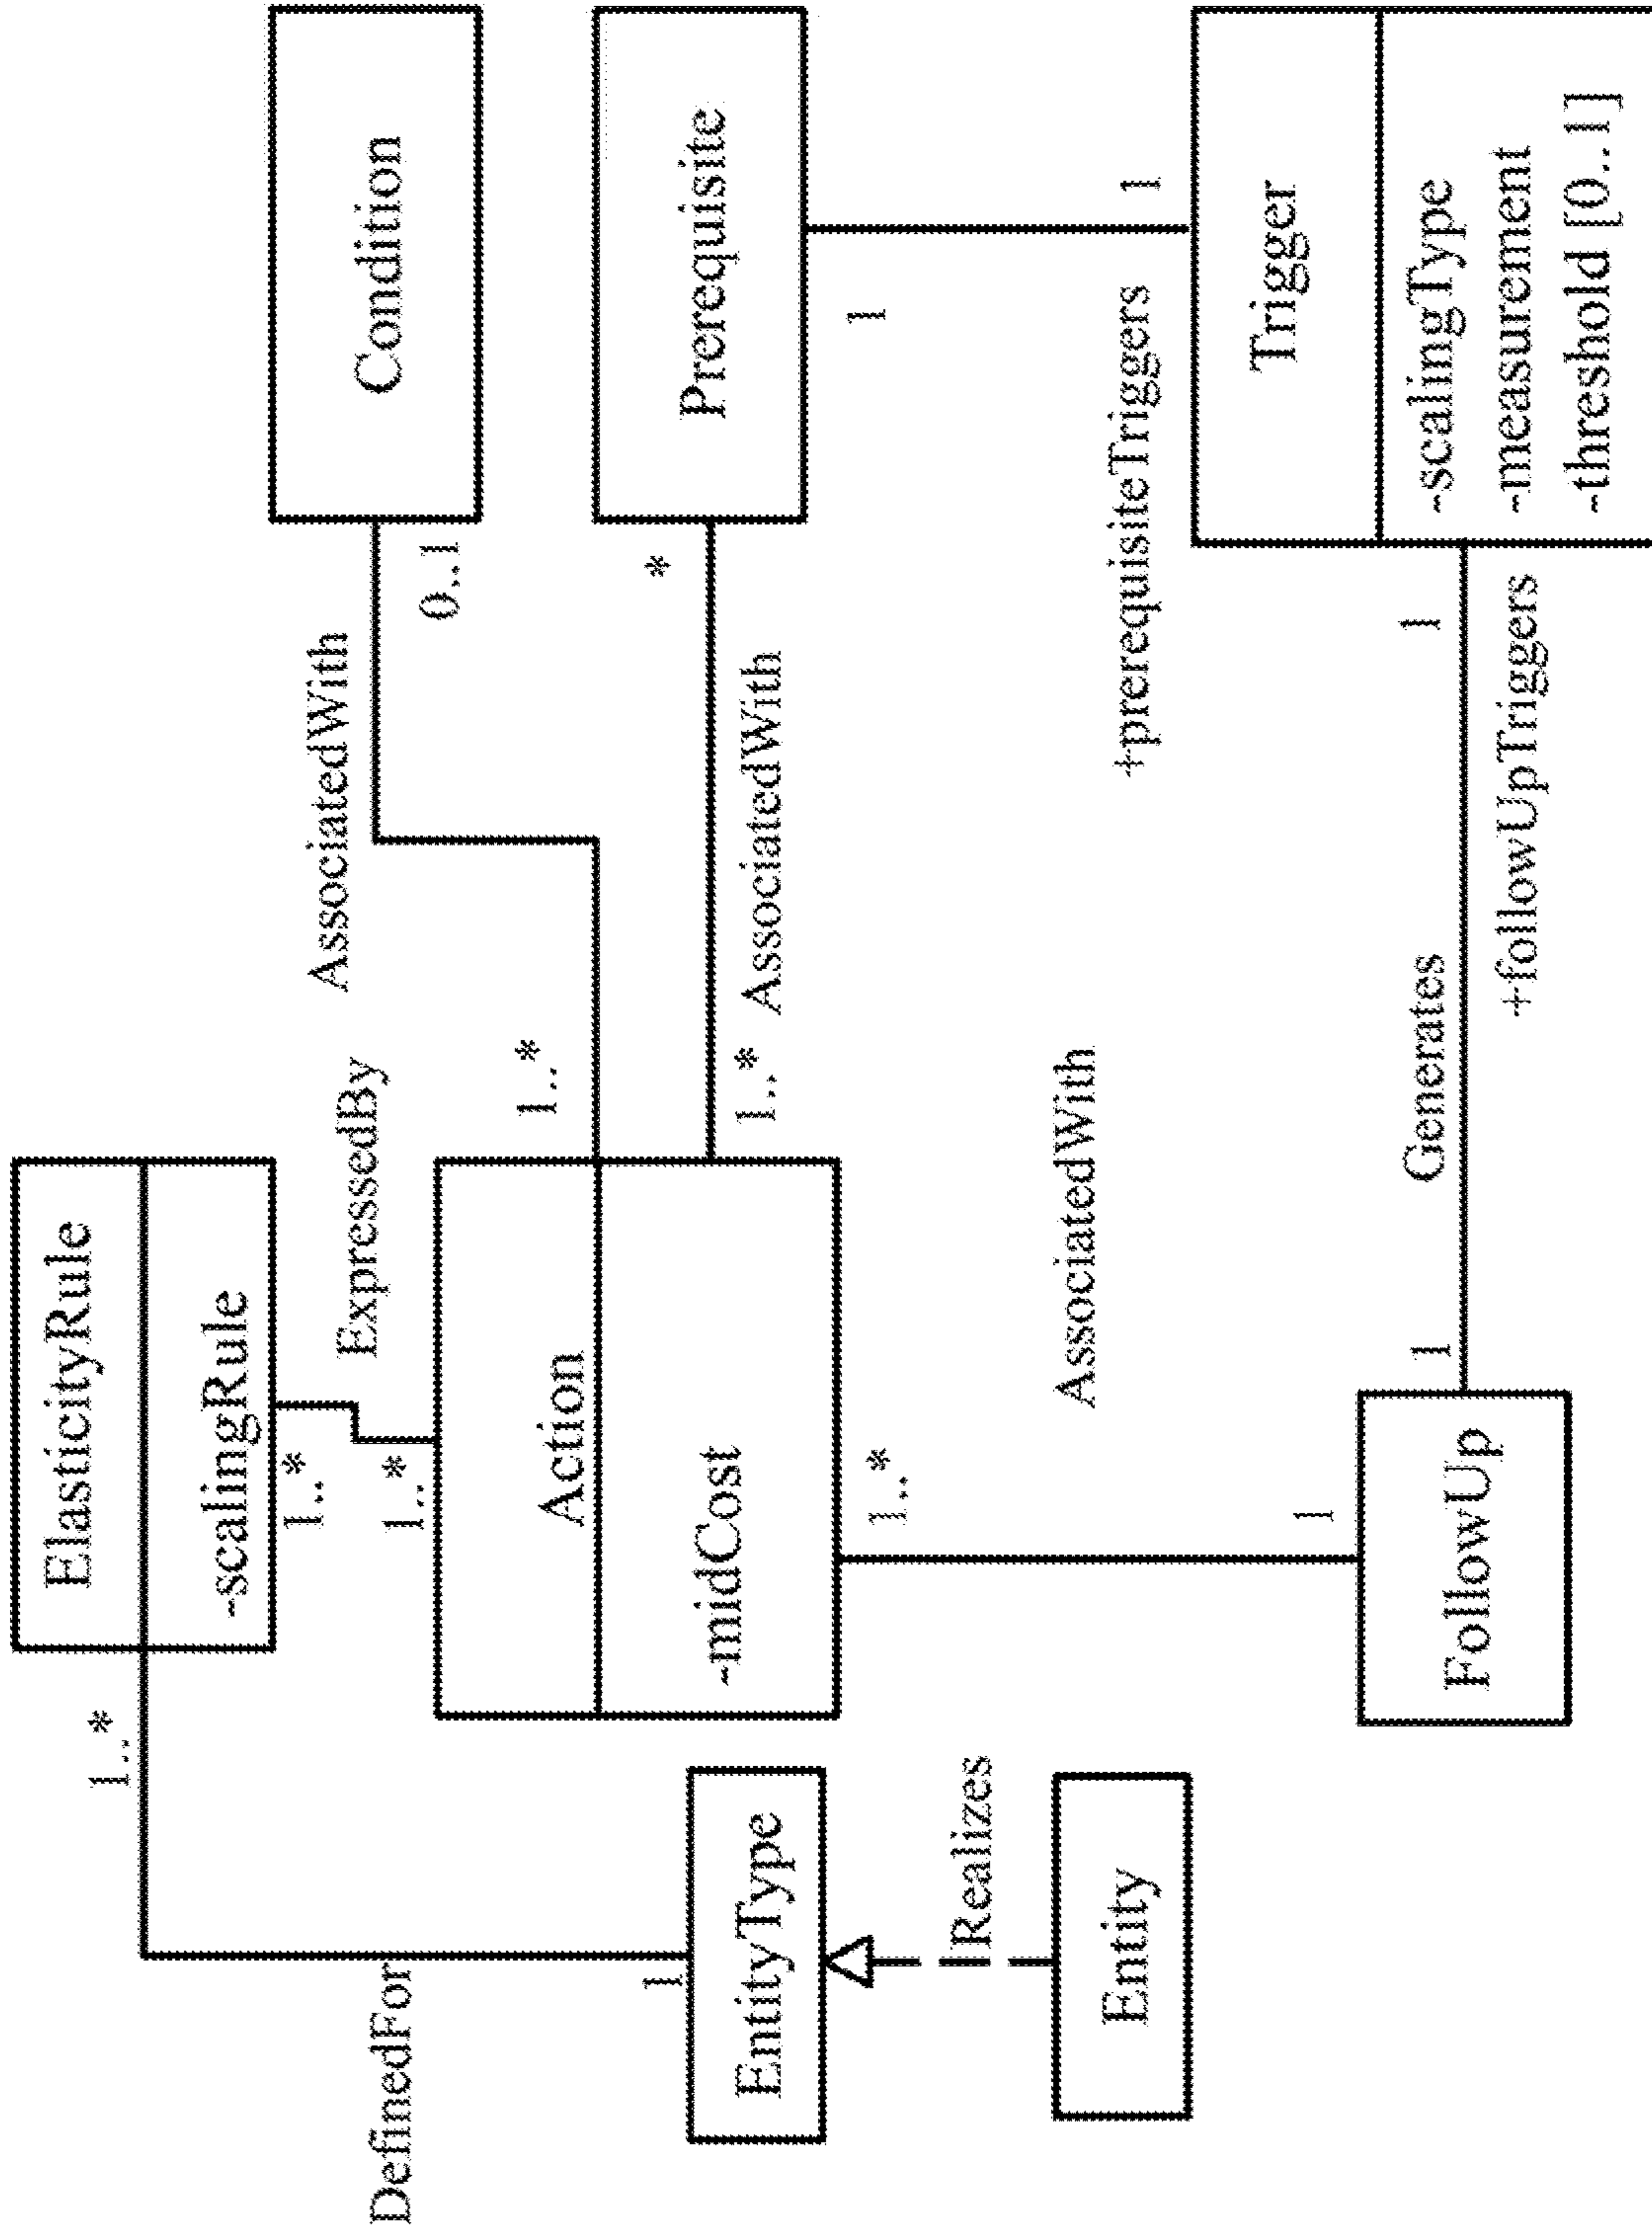 ElasticityRule
1..*
-scalingRule
1..*
AssociatedWith
ExpressedBy
Condition
DefinedFor
1..*
0..1
1..*
Action
*
1
Prerequisite
-midCost
1..*
AssociatedWith
EntityType
1
1..*
Realizes
AssociatedWith
Entity
+prerequisiteTriggers
1
Trigger
1
Generates
1
1
-scalingType
FollowUp
+followUpTriggers
-measurement
-threshold [0..1]